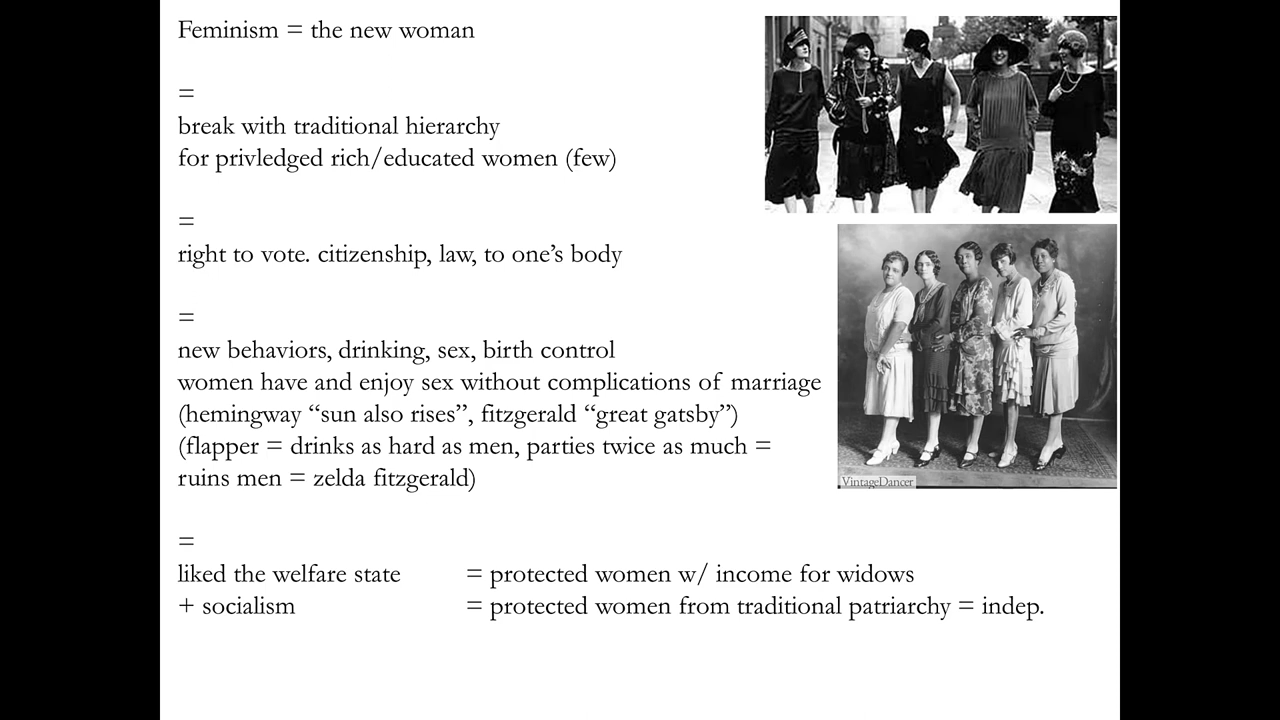 Feminism = the new woman
=
break with traditional hierarchy
for privledged rich/educated women (few)
=
right to vote. citizenship, law, to one’s body
=
new behaviors, drinking, sex, birth control
women have and enjoy sex without complications of marriage
(hemingway “sun also rises”, fitzgerald “great gatsby”)
(flapper = drinks as hard as men, parties twice as much =
ruins men = zelda fitzgerald)
=
liked the welfare state = protected women w/ income for widows
+ socialism = protected women from traditional patriarchy = indep.
VintageDancer